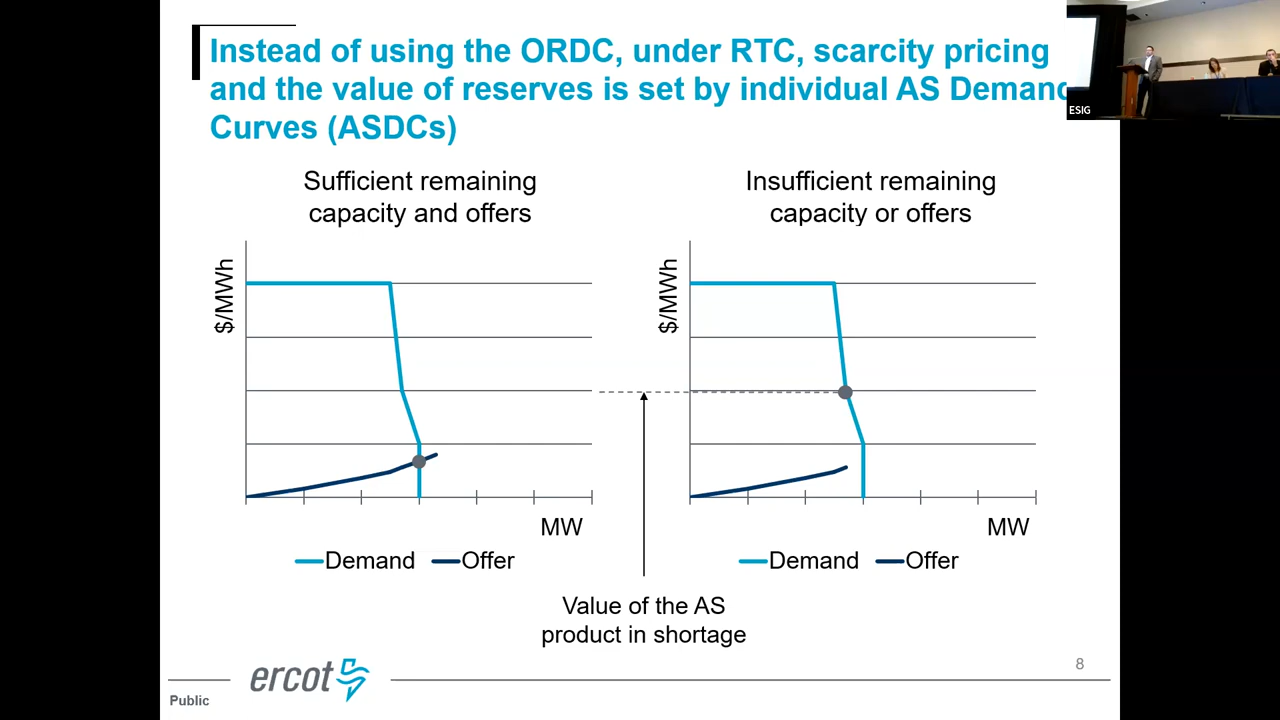 Instead of using the ORDC, under RTC, scarcity pricing
and the value of reserves is set by individual AS Demand
Curves (ASDCs)
ESIG
Sufficient remaining
capacity and offers
Insufficient remaining
capacity or offers
$/MWh
$/MWh
MW
MW
Demand Offer
Demand Offer
Value of the AS
product in shortage
8
ercot
Public